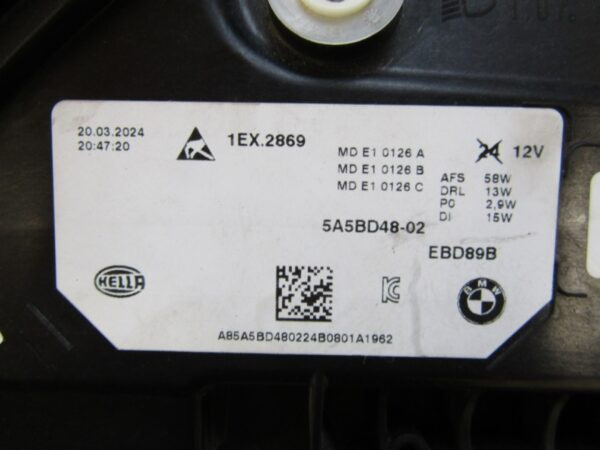 20.03.2024
20:47:20
1EX.2869
MD E1 0126 A
MD E1 0126 B
MD E1 0126 C
24 12V
AFS 58W
DRL 13W
PO 2,9W
DI 15W
5A5BD48-02
EBD89B
HELLA
BMW
A85A5BD480224B0801A1962